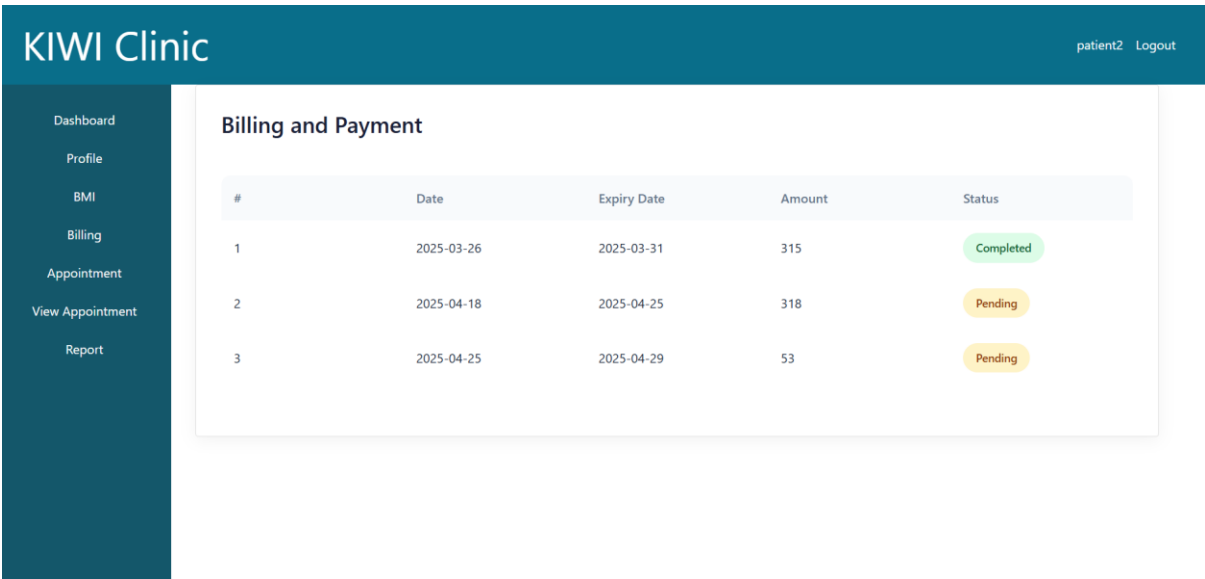 KIWI Clinic
patient2 Logout
Dashboard
Profile
BMI
Billing
Appointment
View Appointment
Report
Billing and Payment
# Date Expiry Date Amount Status
1 2025-03-26 2025-03-31 315 Completed
2 2025-04-18 2025-04-25 318 Pending
3 2025-04-25 2025-04-29 53 Pending